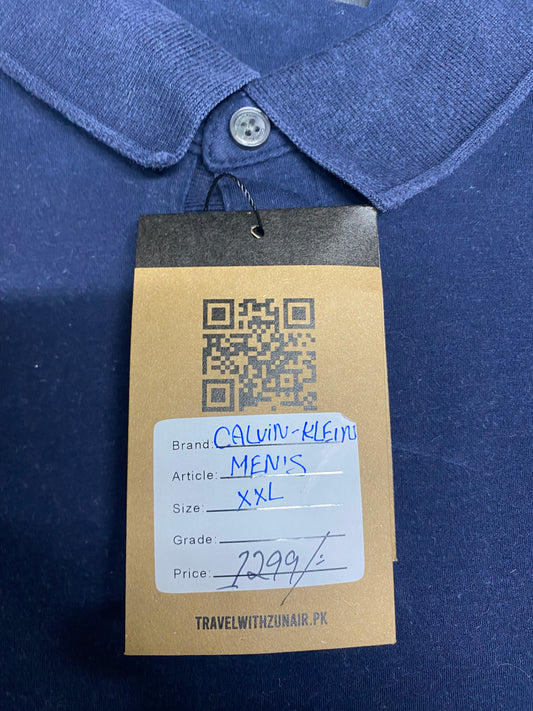 Brand: CALVIN-KLEIN
Article: MEN'S
Size: XXL
Grade:
Price: 1299/-
TRAVELWITHZUNAIR.PK